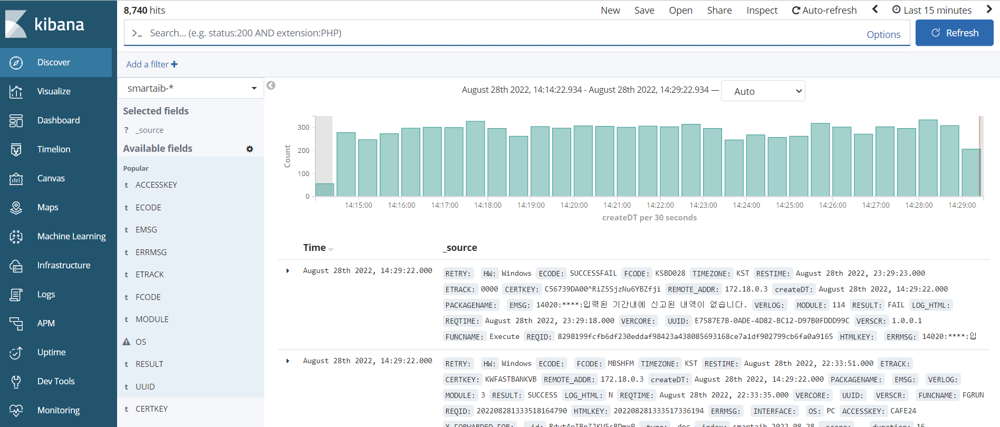 kibana
Discover
Visualize
Dashboard
Timelion
Canvas
Maps
Machine Learning
Infrastructure
Logs
APM
Uptime
Dev Tools
Monitoring
8,740 hits
New Save Open Share Inspect Auto-refresh Last 15 minutes
>_ Search... (e.g. status:200 AND extension:PHP) Options Refresh
Add a filter +
smartaib-*
Selected fields
? _source
Available fields
Popular
t ACCESSKEY
t ECODE
t EMSG
t ERRMSG
t ETRACK
t FCODE
t MODULE
OS
t RESULT
t UUID
t CERTKEY
August 28th 2022, 14:14:22.934 - August 28th 2022, 14:29:22.934 — Auto
Count
300
200
100
0
14:15:00 14:16:00 14:17:00 14:18:00 14:19:00 14:20:00 14:21:00 14:22:00 14:23:00 14:24:00 14:25:00 14:26:00 14:27:00 14:28:00 14:29:00
createDT per 30 seconds
Time _source
August 28th 2022, 14:29:22.000
RETRY: HW: Windows ECODE: SUCCESSFAIL FCODE: KSBD028 TIMEZONE: KST RESTIME: August 28th 2022, 23:29:23.000
ETRACK: 0000 CERTKEY: C56739DA00^RiZ5SjzNu6YBZfji REMOTE_ADDR: 172.18.0.3 createDT: August 28th 2022, 14:29:22.000
PACKAGENAME: EMSG: 14020:****:입력된 기간내에 신고된 내역이 없습니다. VERLOG: MODULE: 114 RESULT: FAIL LOG_HTML:
REQTIME: August 28th 2022, 23:29:18.000 VERCORE: UUID: E7587E7B-0ADE-4D82-BC12-D97B0FDDD99C VERSCR: 1.0.0.1
FUNCNAME: Execute REQID: 8298199fcfb6df230eddaf98423a438085693168ce7a1df902799cb6fa0a9165 HTMLKEY: ERRMSG: 14020:****:입
August 28th 2022, 14:29:22.000
RETRY: HW: Windows ECODE: FCODE: MBSHFM TIMEZONE: KST RESTIME: August 28th 2022, 22:33:51.000 ETRACK:
CERTKEY: KWFASTBANKVB REMOTE_ADDR: 172.18.0.3 createDT: August 28th 2022, 14:29:22.000 PACKAGENAME: EMSG: VERLOG:
MODULE: 3 RESULT: SUCCESS LOG_HTML: N REQTIME: August 28th 2022, 22:33:35.000 VERCORE: UUID: VERSCR: FUNCNAME: FGRUN
REQID: 202208281333518164790 HTMLKEY: 202208281333517336194 ERRMSG: INTERFACE: OS: PC ACCESSKEY: CAFE24